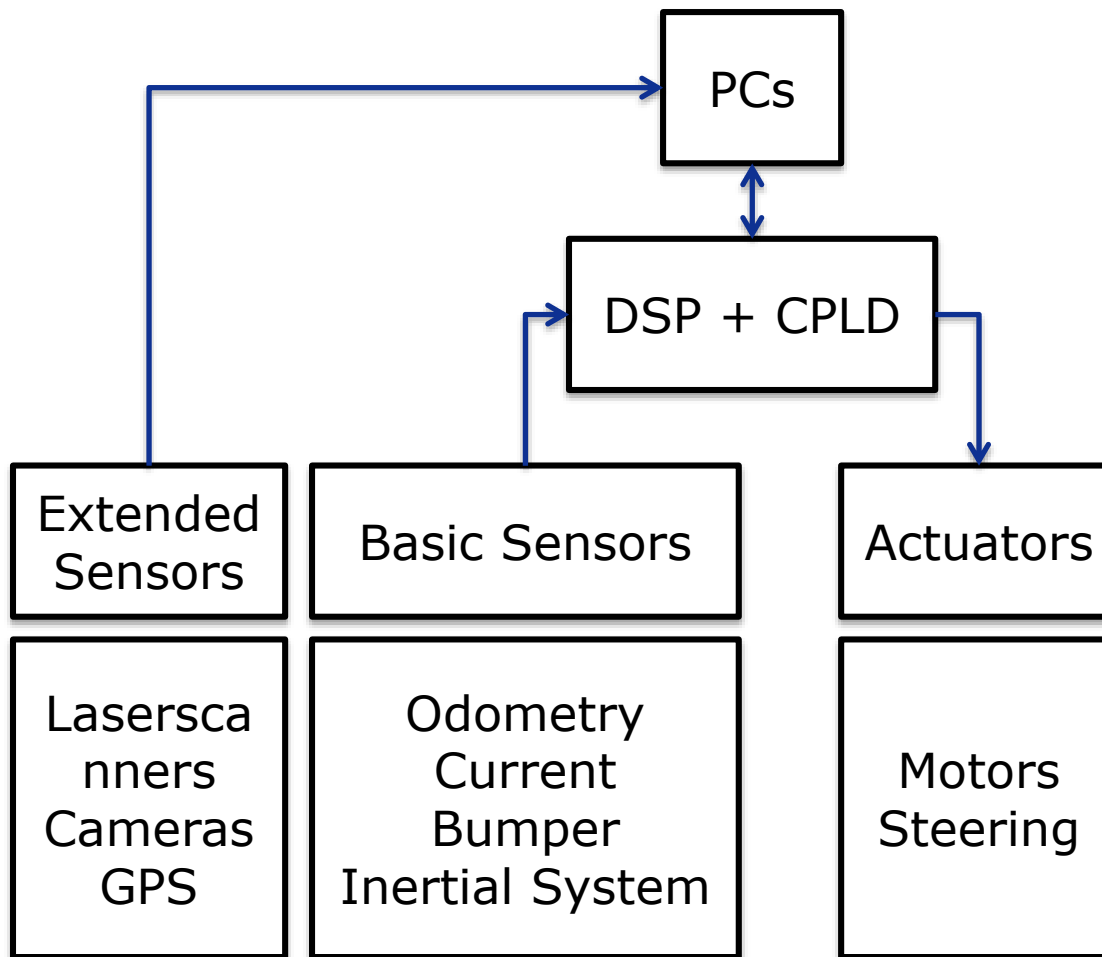 PCs
DSP + CPLD
Extended
Sensors
Basic Sensors
Actuators
Lasersca
nners
Cameras
GPS
Odometry
Current
Bumper
Inertial System
Motors
Steering